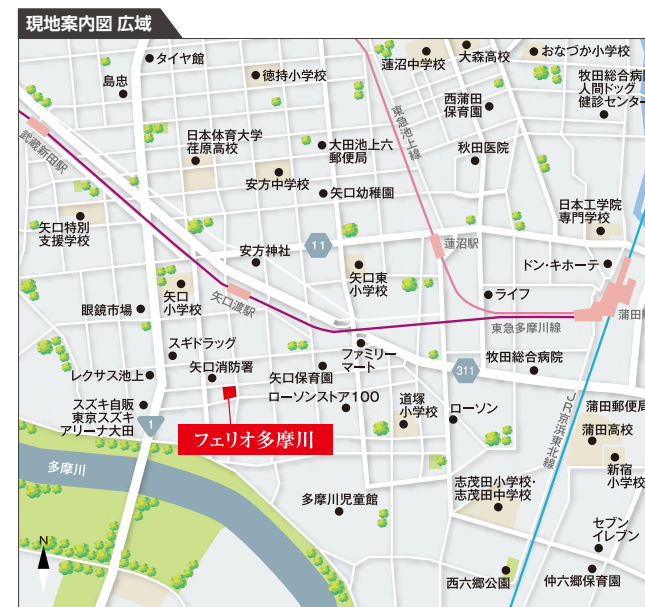 現地案内図 広域
タイヤ館
島忠
徳持小学校
蓮沼中学校
大森高校
おなづか小学校
牧田総合病院
人間ドック
健診センター
西蒲田
保育園
東急池上線
武蔵新田駅
日本体育大学
荏原高校
大田池上六
郵便局
秋田医院
安方中学校
矢口幼稚園
矢口特別
支援学校
日本工学院
専門学校
11
蓮沼駅
安方神社
矢口東
小学校
ドン・キホーテ
矢口
小学校
矢口渡駅
ライフ
眼鏡市場
東急多摩川線
蒲田
スギドラッグ
ファミリー
マート
牧田総合病院
レクサス池上
矢口消防署
矢口保育園
311
ローソンストア100
スズキ自販
東京スズキ
アリーナ大田
1
道塚
小学校
ローソン
JR京浜東北線
蒲田郵便局
蒲田高校
フェリオ多摩川
多摩川
新宿
小学校
志茂田小学校・
志茂田中学校
多摩川児童館
セブン
イレブン
N
西六郷公園
仲六郷保育園